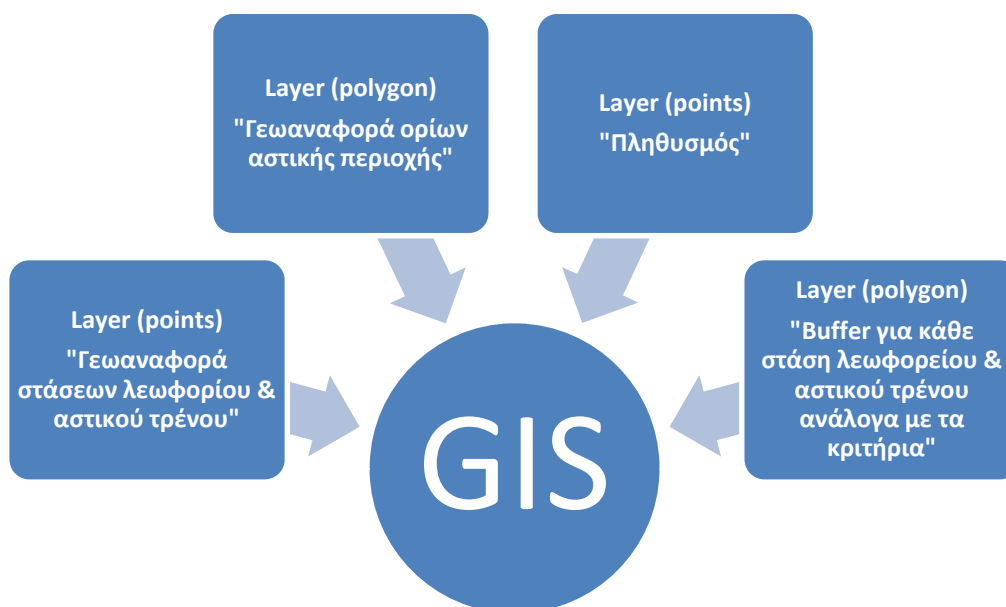 Layer (polygon)
"Γεωαναφορά ορίων
αστικής περιοχής"
Layer (points)
"Πληθυσμός"
Layer (points)
"Γεωαναφορά
στάσεων λεωφορίου &
αστικού τρένου"
Layer (polygon)
"Buffer για κάθε
στάση λεωφορείου &
αστικού τρένου
ανάλογα με τα
κριτήρια"
GIS